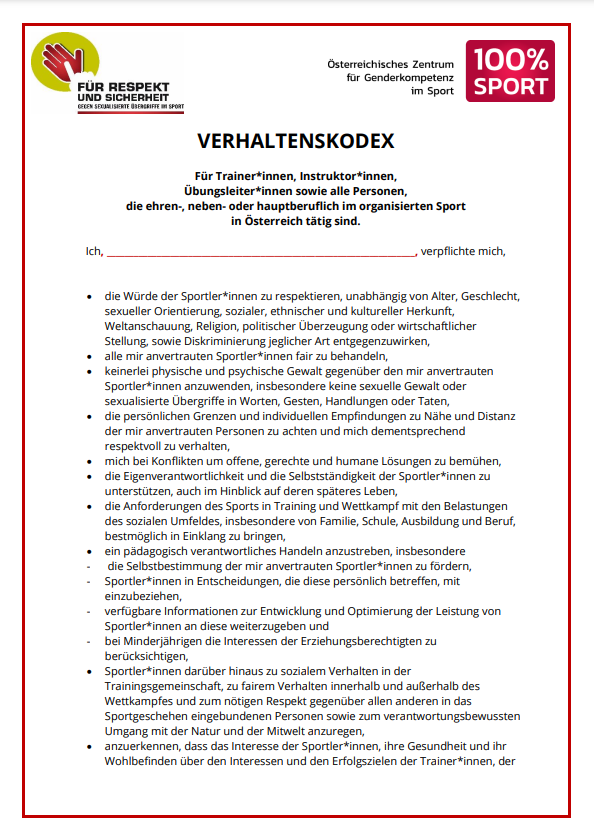 FÜR RESPEKT
UND SICHERHEIT
GEGEN SEXUALISIERTE ÜBERGRIFFE IM SPORT
Österreichisches Zentrum
für Genderkompetenz
im Sport
100%
SPORT
VERHALTENSKODEX
Für Trainer*innen, Instruktor*innen,
Übungsleiter*innen sowie alle Personen,
die ehren-, neben- oder hauptberuflich im organisierten Sport
in Österreich tätig sind.
Ich, ________________________________________________, verpflichte mich,
• die Würde der Sportler*innen zu respektieren, unabhängig von Alter, Geschlecht,
sexueller Orientierung, sozialer, ethnischer und kultureller Herkunft,
Weltanschauung, Religion, politischer Überzeugung oder wirtschaftlicher
Stellung, sowie Diskriminierung jeglicher Art entgegenzuwirken,
• alle mir anvertrauten Sportler*innen fair zu behandeln,
• keinerlei physische und psychische Gewalt gegenüber den mir anvertrauten
Sportler*innen anzuwenden, insbesondere keine sexuelle Gewalt oder
sexualisierte Übergriffe in Worten, Gesten, Handlungen oder Taten,
• die persönlichen Grenzen und individuellen Empfindungen zu Nähe und Distanz
der mir anvertrauten Personen zu achten und mich dementsprechend
respektvoll zu verhalten,
• mich bei Konflikten um offene, gerechte und humane Lösungen zu bemühen,
• die Eigenverantwortlichkeit und die Selbstständigkeit der Sportler*innen zu
unterstützen, auch im Hinblick auf deren späteres Leben,
• die Anforderungen des Sports in Training und Wettkampf mit den Belastungen
des sozialen Umfeldes, insbesondere von Familie, Schule, Ausbildung und Beruf,
bestmöglich in Einklang zu bringen,
• ein pädagogisch verantwortliches Handeln anzustreben, insbesondere
- die Selbstbestimmung der mir anvertrauten Sportler*innen zu fördern,
- Sportler*innen in Entscheidungen, die diese persönlich betreffen, mit
einzubeziehen,
- verfügbare Informationen zur Entwicklung und Optimierung der Leistung von
Sportler*innen an diese weiterzugeben und
- bei Minderjährigen die Interessen der Erziehungsberechtigten zu
berücksichtigen,
• Sportler*innen darüber hinaus zu sozialem Verhalten in der
Trainingsgemeinschaft, zu fairem Verhalten innerhalb und außerhalb des
Wettkampfes und zum nötigen Respekt gegenüber allen anderen in das
Sportgeschehen eingebundenen Personen sowie zum verantwortungsbewussten
Umgang mit der Natur und der Mitwelt anzuregen,
• anzuerkennen, dass das Interesse der Sportler*innen, ihre Gesundheit und ihr
Wohlbefinden über den Interessen und den Erfolgszielen der Trainer*innen, der